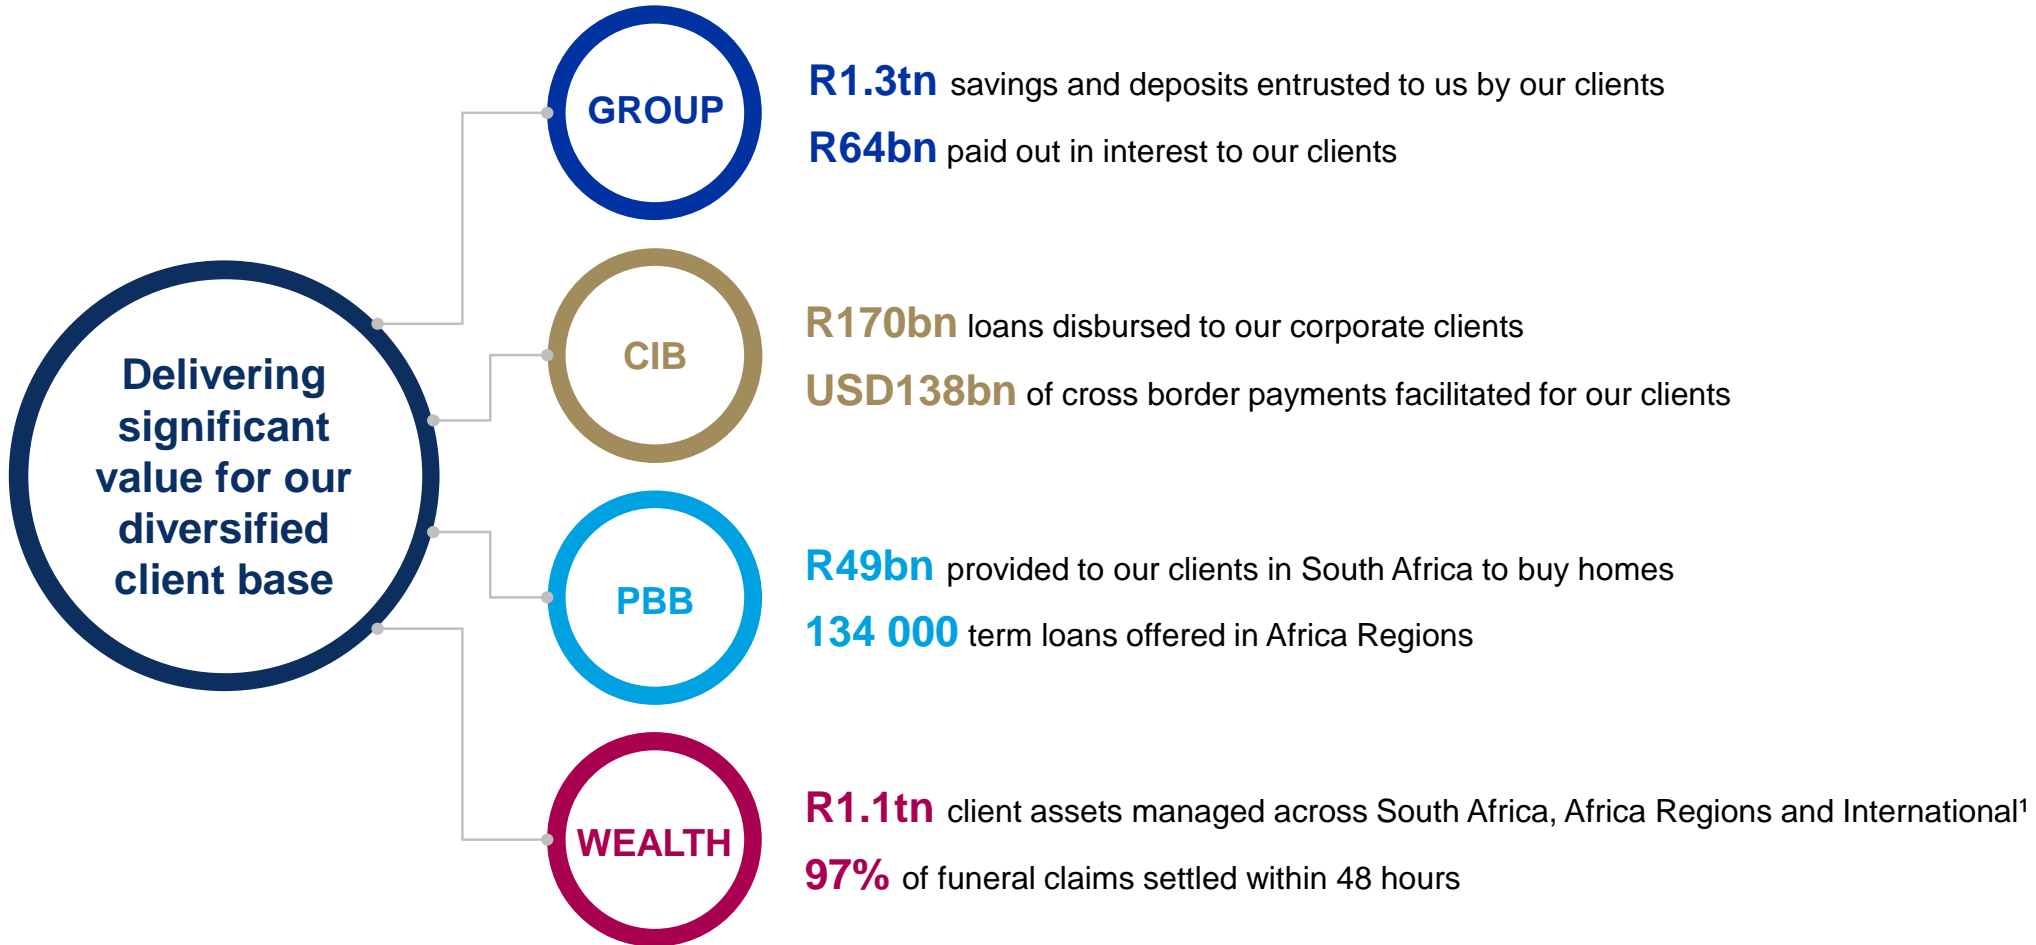 Delivering
significant
value for our
diversified
client base
GROUP
R1.3tn savings and deposits entrusted to us by our clients
R64bn paid out in interest to our clients
CIB
R170bn loans disbursed to our corporate clients
USD138bn of cross border payments facilitated for our clients
PBB
R49bn provided to our clients in South Africa to buy homes
134 000 term loans offered in Africa Regions
WEALTH
R1.1tn client assets managed across South Africa, Africa Regions and International¹
97% of funeral claims settled within 48 hours